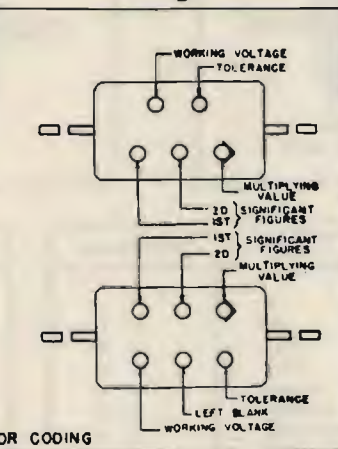 WORKING VOLTAGE
TOLERANCE
MULTIPLYING
VALUE
2D } SIGNIFICANT
1ST } FIGURES
1ST } SIGNIFICANT
2D } FIGURES
MULTIPLYING
VALUE
TOLERANCE
LEFT BLANK
WORKING VOLTAGE
OR CODING